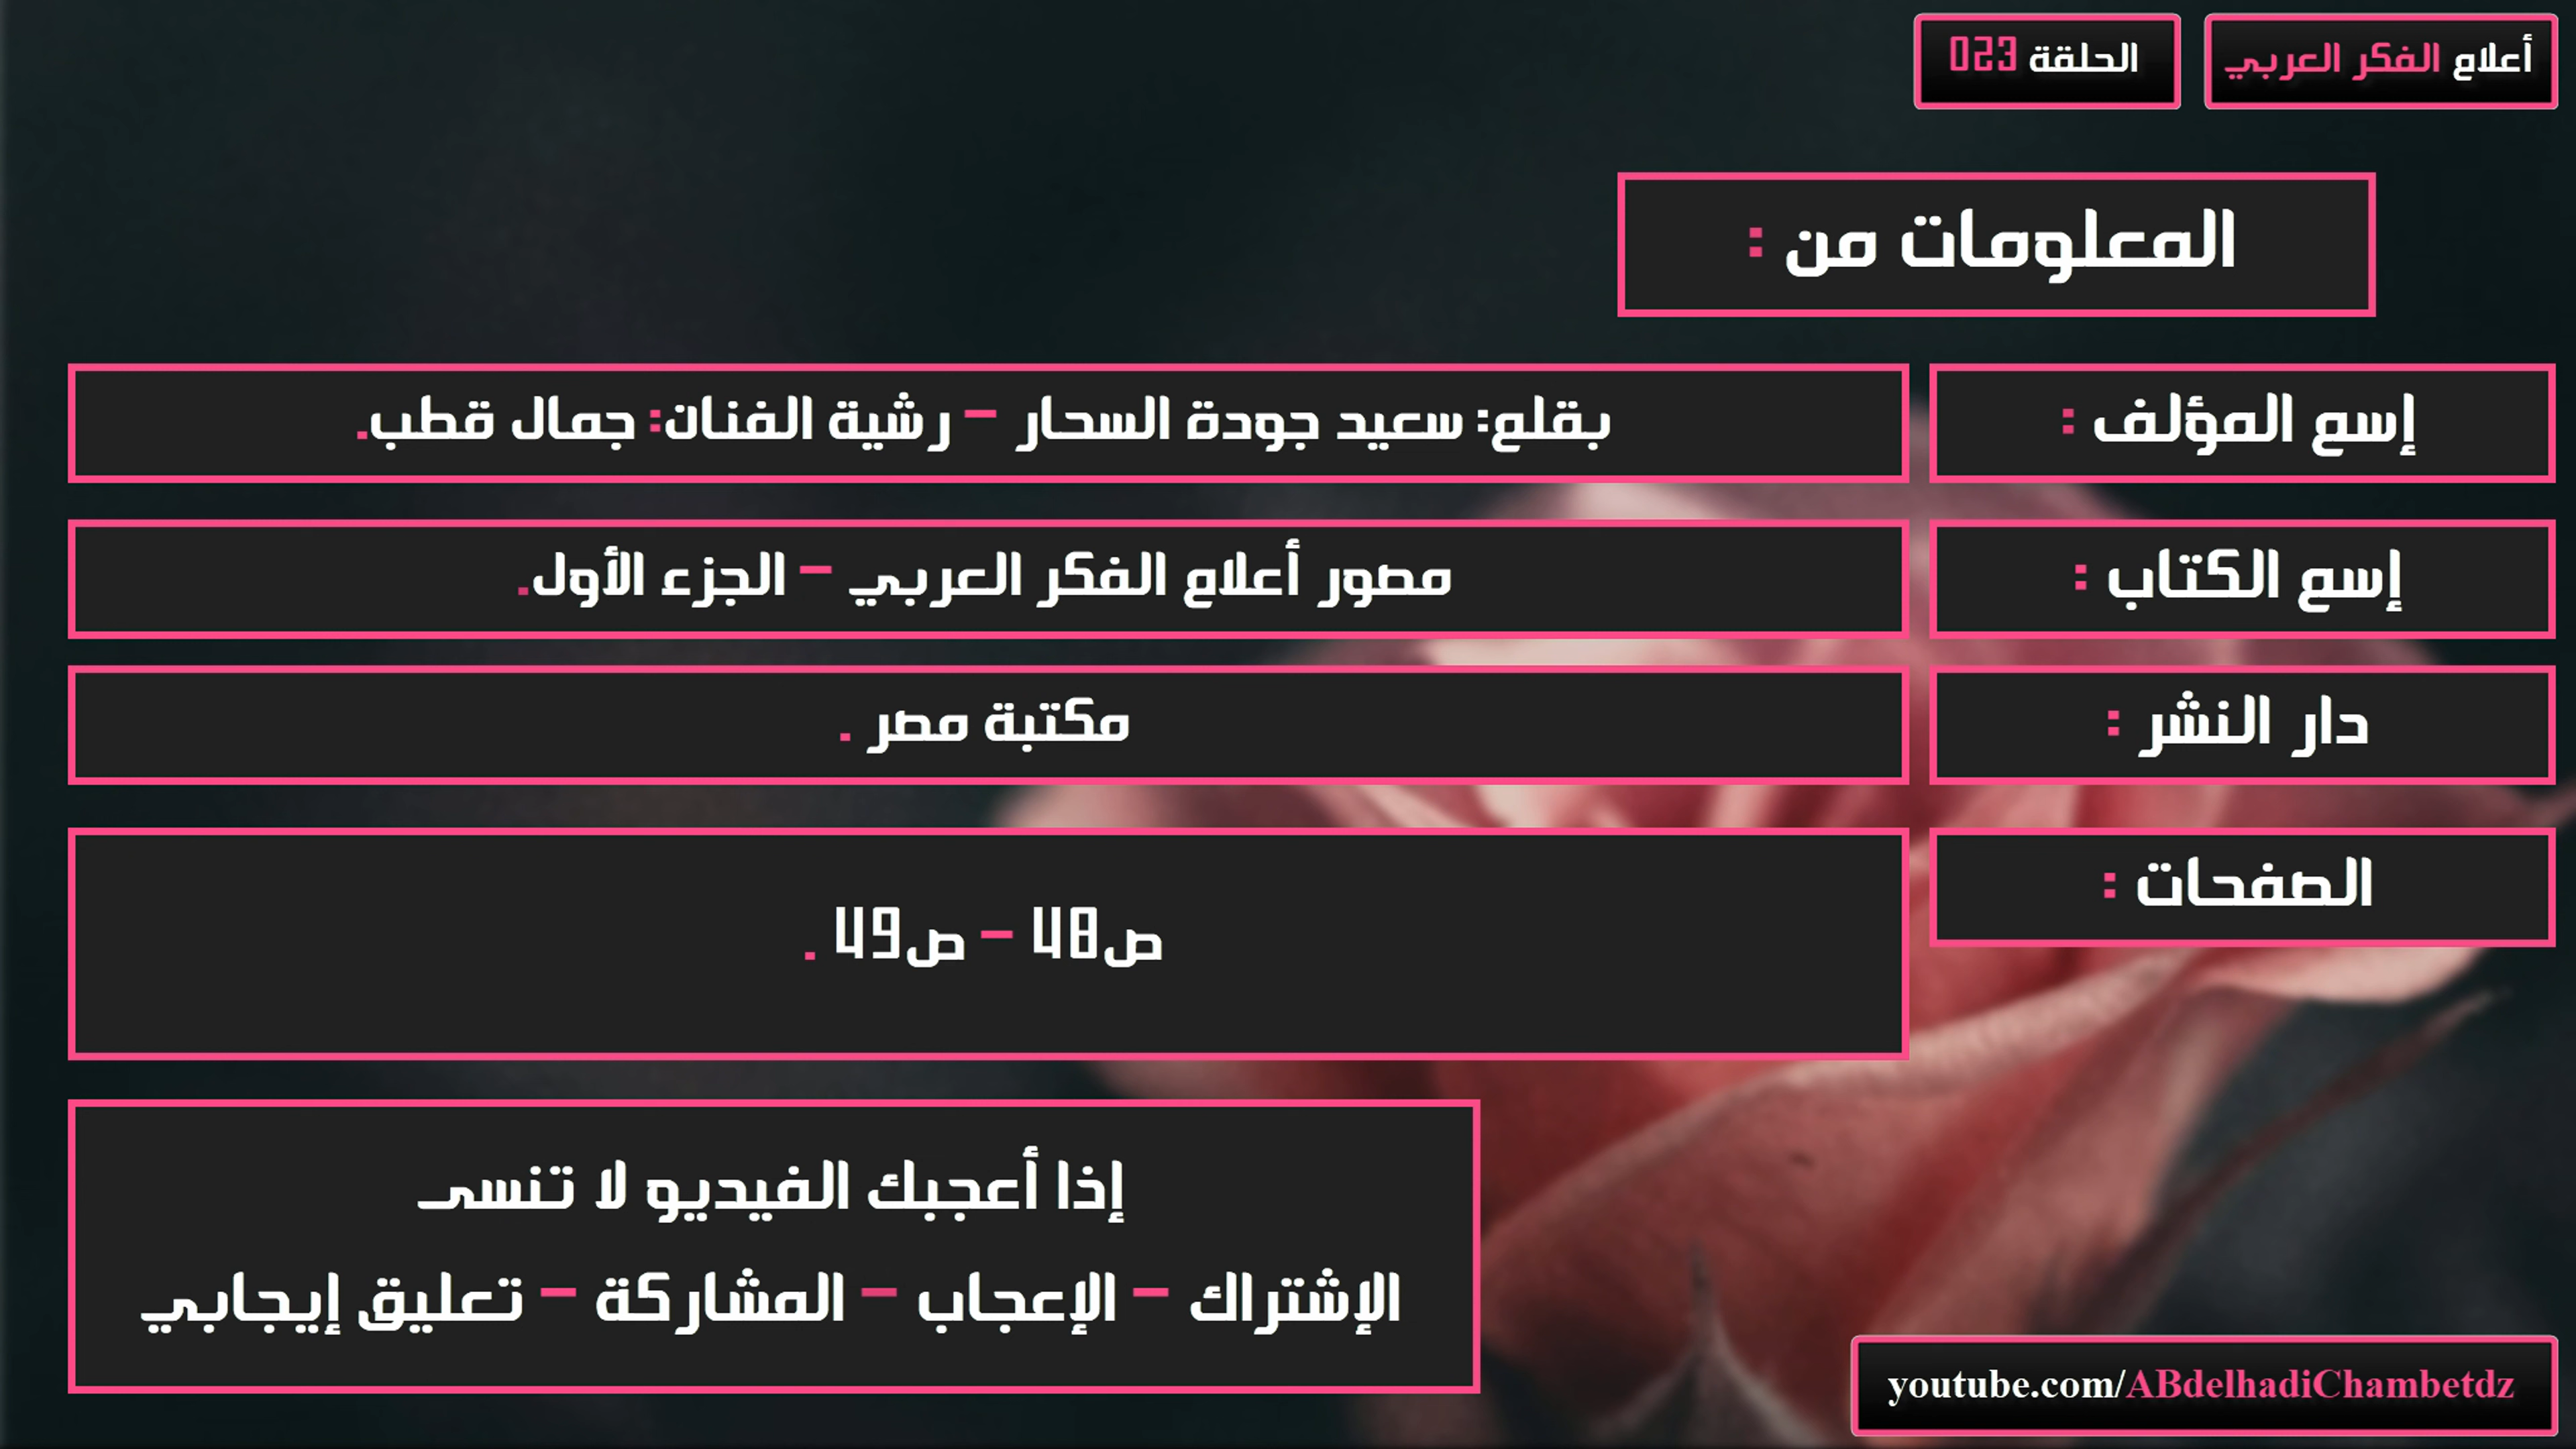 أعلام الفكر العربي
الحلقة 023
المعلومات من :
إسم المؤلف :
بقلم: سعيد جودة السحار – رشية الفنان: جمال قطب.
إسم الكتاب :
مصور أعلام الفكر العربي – الجزء الأول.
دار النشر :
مكتبة مصر .
الصفحات :
ص48 – ص49 .
إذا أعجبك الفيديو لا تنسى
الإشتراك – الإعجاب – المشاركة – تعليق إيجابي
youtube.com/ABdelhadiChambetdz